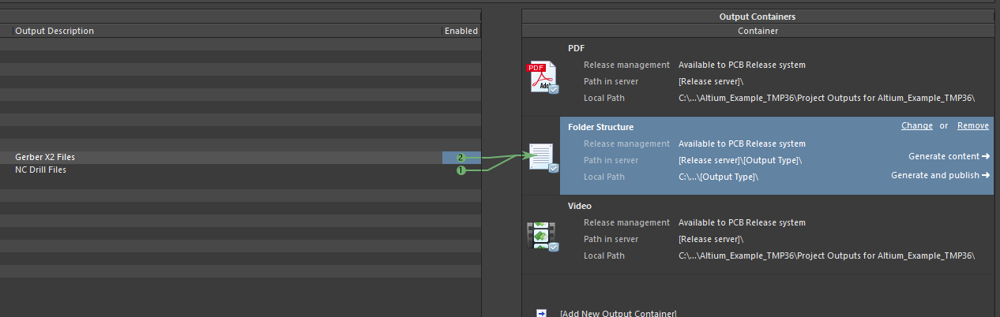 Output Containers
Output Description Enabled Container
PDF
Release management Available to PCB Release system
Path in server [Release server]\
Local Path C:\...\Altium_Example_TMP36\Project Outputs for Altium_Example_TMP36\
PDF
Adob
Folder Structure Change or Remove
Release management Available to PCB Release system
Gerber X2 Files 2 Path in server [Release server]\[Output Type]\ Generate content
NC Drill Files 1 Local Path C:\...\[Output Type]\ Generate and publish
Video
Release management Available to PCB Release system
Path in server [Release server]\
Local Path C:\...\Altium_Example_TMP36\Project Outputs for Altium_Example_TMP36\
[Add New Output Container]